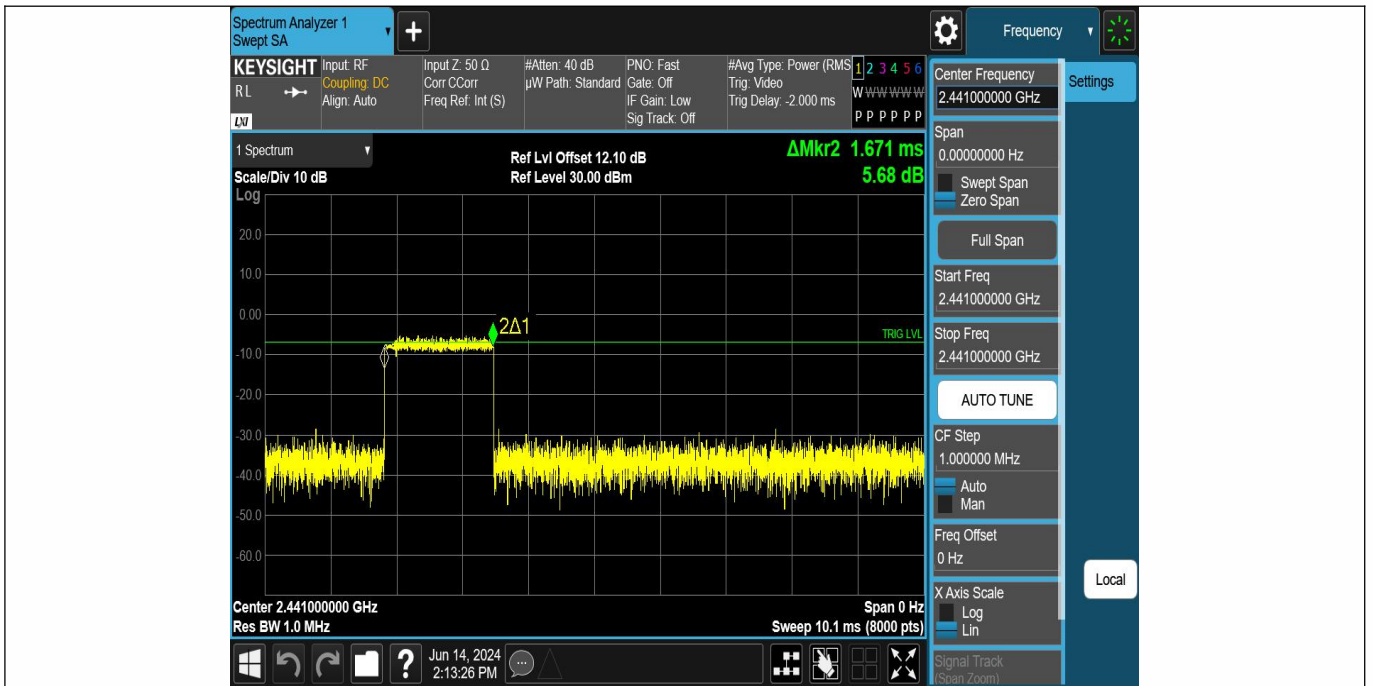 Spectrum Analyzer 1
Swept SA
+
Frequency
KEYSIGHT
RL
LXI
Input: RF
Coupling: DC
Align: Auto
Input Z: 50 Ω
Corr CCorr
Freq Ref: Int (S)
#Atten: 40 dB
µW Path: Standard
PNO: Fast
Gate: Off
IF Gain: Low
Sig Track: Off
#Avg Type: Power (RMS
Trig: Video
Trig Delay: -2.000 ms
1 2 3 4 5 6
W W W W W W
P P P P P P
1 Spectrum
Scale/Div 10 dB
Log
Ref Lvl Offset 12.10 dB
Ref Level 30.00 dBm
ΔMkr2 1.671 ms
5.68 dB
20.0
10.0
0.00
-10.0
-20.0
-30.0
-40.0
-50.0
-60.0
2Δ1
TRIG LVL
Center 2.441000000 GHz
Res BW 1.0 MHz
Span 0 Hz
Sweep 10.1 ms (8000 pts)
Center Frequency
2.441000000 GHz
Settings
Span
0.00000000 Hz
Swept Span
Zero Span
Full Span
Start Freq
2.441000000 GHz
Stop Freq
2.441000000 GHz
AUTO TUNE
CF Step
1.000000 MHz
Auto
Man
Freq Offset
0 Hz
X Axis Scale
Log
Lin
Signal Track
(Span Zoom)
Local
?
Jun 14, 2024
2:13:26 PM